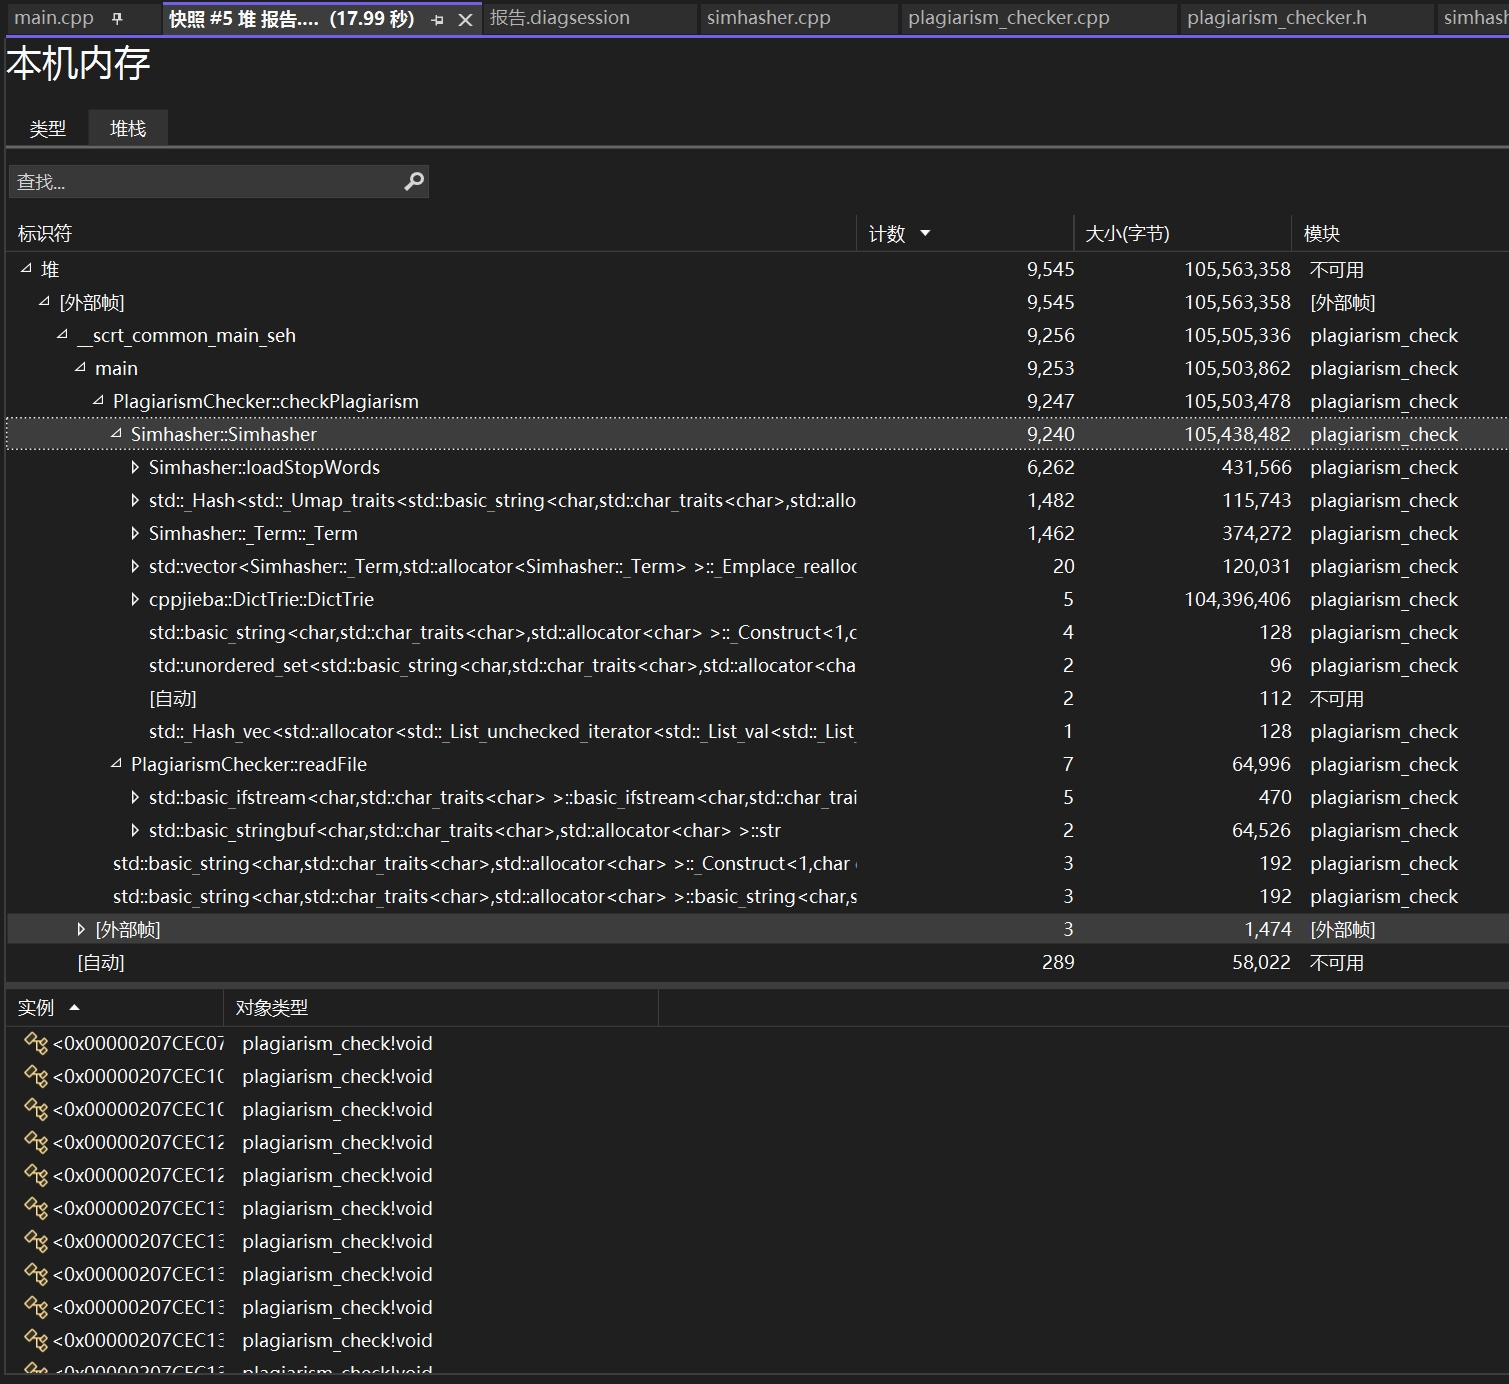 main.cpp 快照 #5 堆 报告.... (17.99 秒) 报告.diagsession simhasher.cpp plagiarism_checker.cpp plagiarism_checker.h simhash
本机内存
类型 堆栈
查找...
标识符 计数 大小(字节) 模块
堆 9,545 105,563,358 不可用
[外部帧] 9,545 105,563,358 [外部帧]
__scrt_common_main_seh 9,256 105,505,336 plagiarism_check
main 9,253 105,503,862 plagiarism_check
PlagiarismChecker::checkPlagiarism 9,247 105,503,478 plagiarism_check
Simhasher::Simhasher 9,240 105,438,482 plagiarism_check
Simhasher::loadStopWords 6,262 431,566 plagiarism_check
std::_Hash<std::_Umap_traits<std::basic_string<char,std::char_traits<char>,std::allo 1,482 115,743 plagiarism_check
Simhasher::_Term::_Term 1,462 374,272 plagiarism_check
std::vector<Simhasher::_Term,std::allocator<Simhasher::_Term> >::_Emplace_realloc 20 120,031 plagiarism_check
cppjieba::DictTrie::DictTrie 5 104,396,406 plagiarism_check
std::basic_string<char,std::char_traits<char>,std::allocator<char> >::_Construct<1,c 4 128 plagiarism_check
std::unordered_set<std::basic_string<char,std::char_traits<char>,std::allocator<cha 2 96 plagiarism_check
[自动] 2 112 不可用
std::_Hash_vec<std::allocator<std::_List_unchecked_iterator<std::_List_val<std::_List_ 1 128 plagiarism_check
PlagiarismChecker::readFile 7 64,996 plagiarism_check
std::basic_ifstream<char,std::char_traits<char> >::basic_ifstream<char,std::char_trai 5 470 plagiarism_check
std::basic_stringbuf<char,std::char_traits<char>,std::allocator<char> >::str 2 64,526 plagiarism_check
std::basic_string<char,std::char_traits<char>,std::allocator<char> >::_Construct<1,char 3 192 plagiarism_check
std::basic_string<char,std::char_traits<char>,std::allocator<char> >::basic_string<char,s 3 192 plagiarism_check
[外部帧] 3 1,474 [外部帧]
[自动] 289 58,022 不可用
实例 对象类型
<0x00000207CEC07 plagiarism_check!void
<0x00000207CEC10 plagiarism_check!void
<0x00000207CEC10 plagiarism_check!void
<0x00000207CEC12 plagiarism_check!void
<0x00000207CEC12 plagiarism_check!void
<0x00000207CEC13 plagiarism_check!void
<0x00000207CEC13 plagiarism_check!void
<0x00000207CEC13 plagiarism_check!void
<0x00000207CEC13 plagiarism_check!void
<0x00000207CEC13 plagiarism_check!void